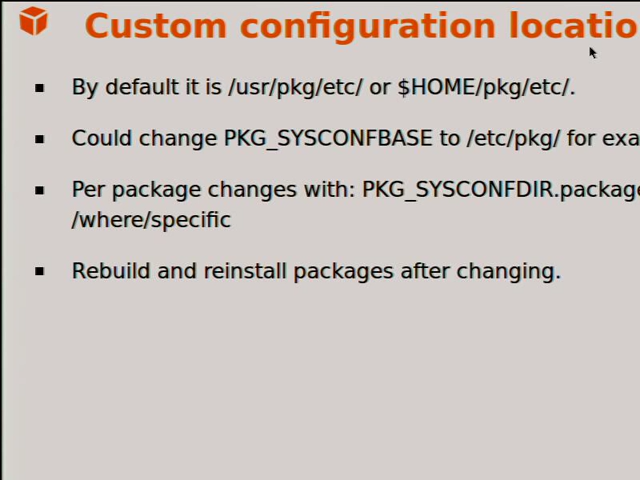 Custom configuration locatio
By default it is /usr/pkg/etc/ or $HOME/pkg/etc/.
Could change PKG_SYSCONFBASE to /etc/pkg/ for exa
Per package changes with: PKG_SYSCONFDIR.package
/where/specific
Rebuild and reinstall packages after changing.